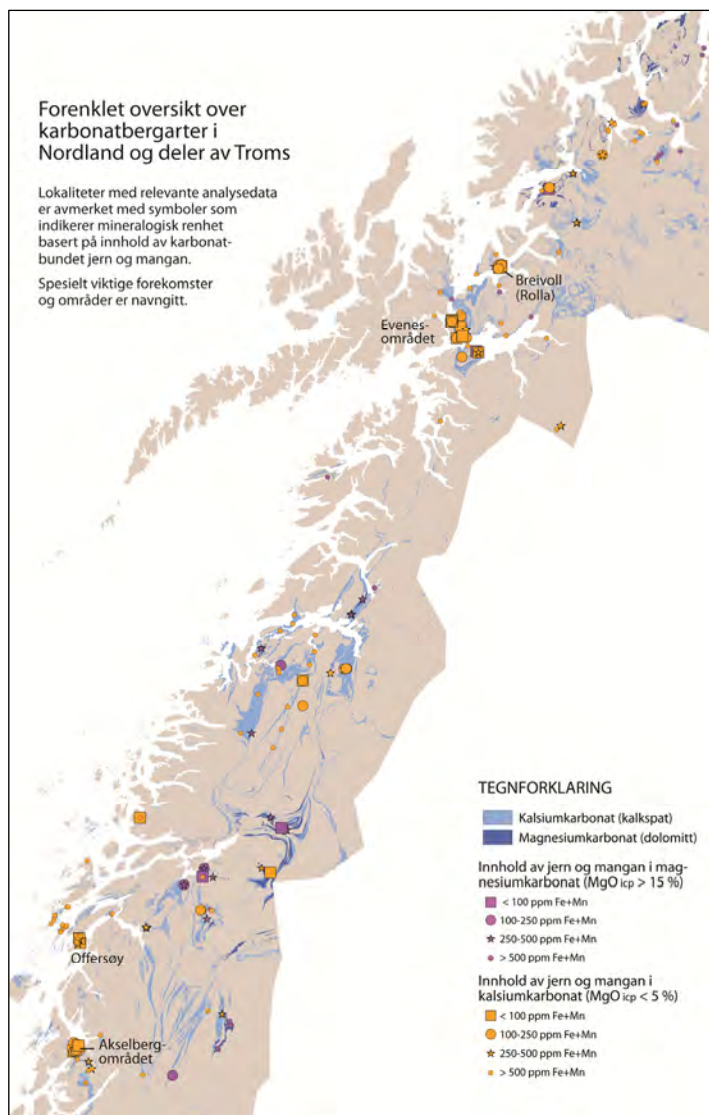 Forenklet oversikt over
karbonatbergarter i
Nordland og deler av Troms
Lokaliteter med relevante analysedata
er avmerket med symboler som
indikerer mineralogisk renhet
basert på innhold av karbonat-
bundet jern og mangan.
Spesielt viktige forekomster
og områder er navngitt.
Breivoll
(Rolla)
Evenes-
området
Offersøy
Akselberg-
området
TEGNFORKLARING
Kalsiumkarbonat (kalkspat)
Magnesiumkarbonat (dolomitt)
Innhold av jern og mangan i mag-
nesiumkarbonat (MgO icp > 15 %)
< 100 ppm Fe+Mn
100-250 ppm Fe+Mn
250-500 ppm Fe+Mn
> 500 ppm Fe+Mn
Innhold av jern og mangan i
kalsiumkarbonat (MgO icp < 5 %)
< 100 ppm Fe+Mn
100-250 ppm Fe+Mn
250-500 ppm Fe+Mn
> 500 ppm Fe+Mn